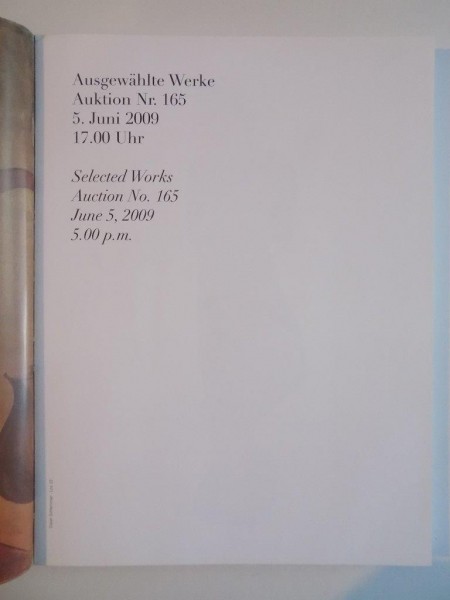 Ausgewählte Werke
Auktion Nr. 165
5. Juni 2009
17.00 Uhr
Selected Works
Auction No. 165
June 5, 2009
5.00 p.m.